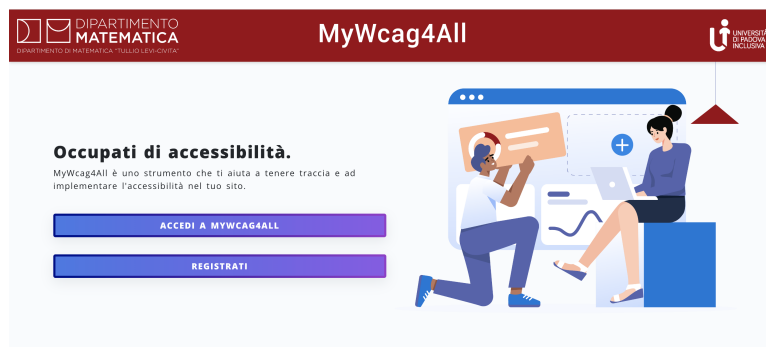 DIPARTIMENTO
MATEMATICA
DIPARTIMENTO DI MATEMATICA "TULLIO LEVI-CIVITA"
MyWcag4All
UNIVERSITÀ
DI PADOVA
INCLUSIVA
Occupati di accessibilità.
MyWcag4All è uno strumento che ti aiuta a tenere traccia e ad
implementare l'accessibilità nel tuo sito.
ACCEDI A MYWCAG4ALL
REGISTRATI